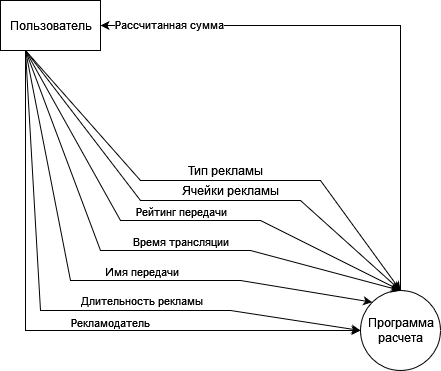 Пользователь
Рассчитанная сумма
Тип рекламы
Ячейки рекламы
Рейтинг передачи
Время трансляции
Имя передачи
Длительность рекламы
Рекламодатель
Программа
расчета